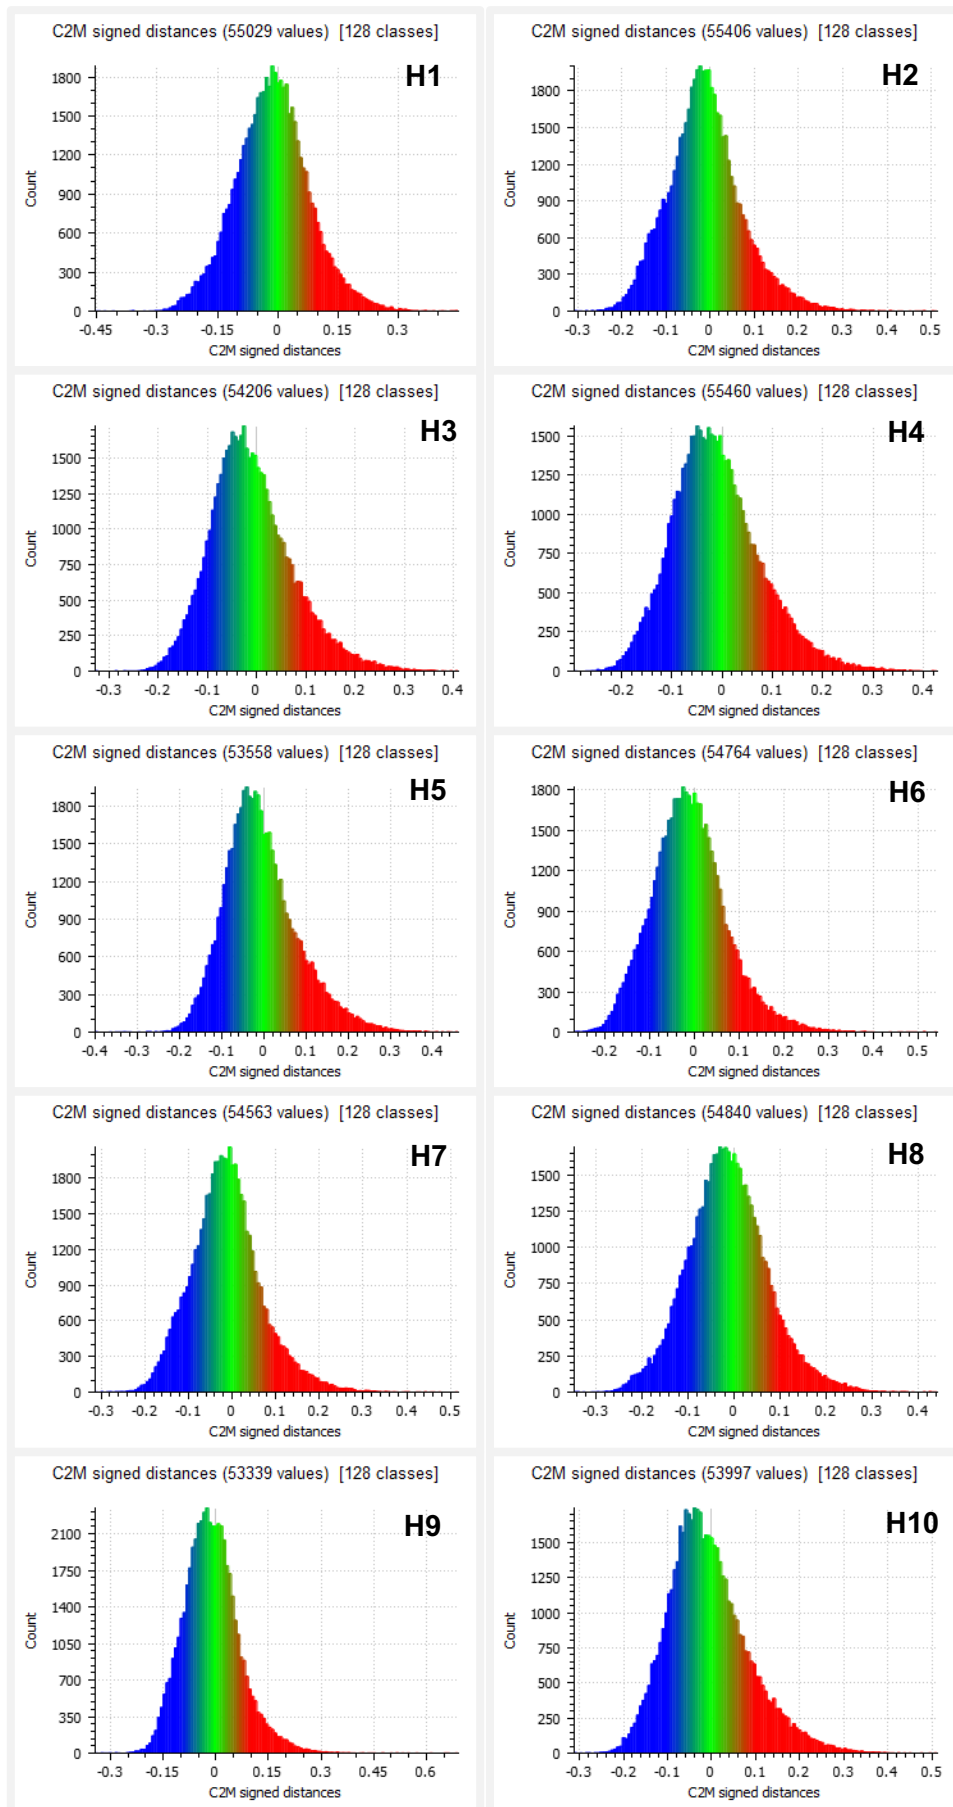 C2M signed distances (55029 values) [128 classes]
H1
1800
1500
1200
900
600
300
0
Count
-0.45 -0.3 -0.15 0 0.15 0.3
C2M signed distances
C2M signed distances (55406 values) [128 classes]
H2
1800
1500
1200
900
600
300
0
Count
-0.3 -0.2 -0.1 0 0.1 0.2 0.3 0.4 0.5
C2M signed distances
C2M signed distances (54206 values) [128 classes]
H3
1500
1250
1000
750
500
250
0
Count
-0.3 -0.2 -0.1 0 0.1 0.2 0.3 0.4
C2M signed distances
C2M signed distances (55460 values) [128 classes]
H4
1500
1250
1000
750
500
250
0
Count
-0.2 -0.1 0 0.1 0.2 0.3 0.4
C2M signed distances
C2M signed distances (53558 values) [128 classes]
H5
1800
1500
1200
900
600
300
0
Count
-0.4 -0.3 -0.2 -0.1 0 0.1 0.2 0.3 0.4
C2M signed distances
C2M signed distances (54764 values) [128 classes]
H6
1800
1500
1200
900
600
300
0
Count
-0.2 -0.1 0 0.1 0.2 0.3 0.4 0.5
C2M signed distances
C2M signed distances (54563 values) [128 classes]
H7
1800
1500
1200
900
600
300
0
Count
-0.3 -0.2 -0.1 0 0.1 0.2 0.3 0.4 0.5
C2M signed distances
C2M signed distances (54840 values) [128 classes]
H8
1500
1250
1000
750
500
250
0
Count
-0.3 -0.2 -0.1 0 0.1 0.2 0.3 0.4
C2M signed distances
C2M signed distances (53339 values) [128 classes]
H9
2100
1750
1400
1050
700
350
0
Count
-0.3 -0.15 0 0.15 0.3 0.45 0.6
C2M signed distances
C2M signed distances (53997 values) [128 classes]
H10
1500
1250
1000
750
500
250
0
Count
-0.3 -0.2 -0.1 0 0.1 0.2 0.3 0.4 0.5
C2M signed distances